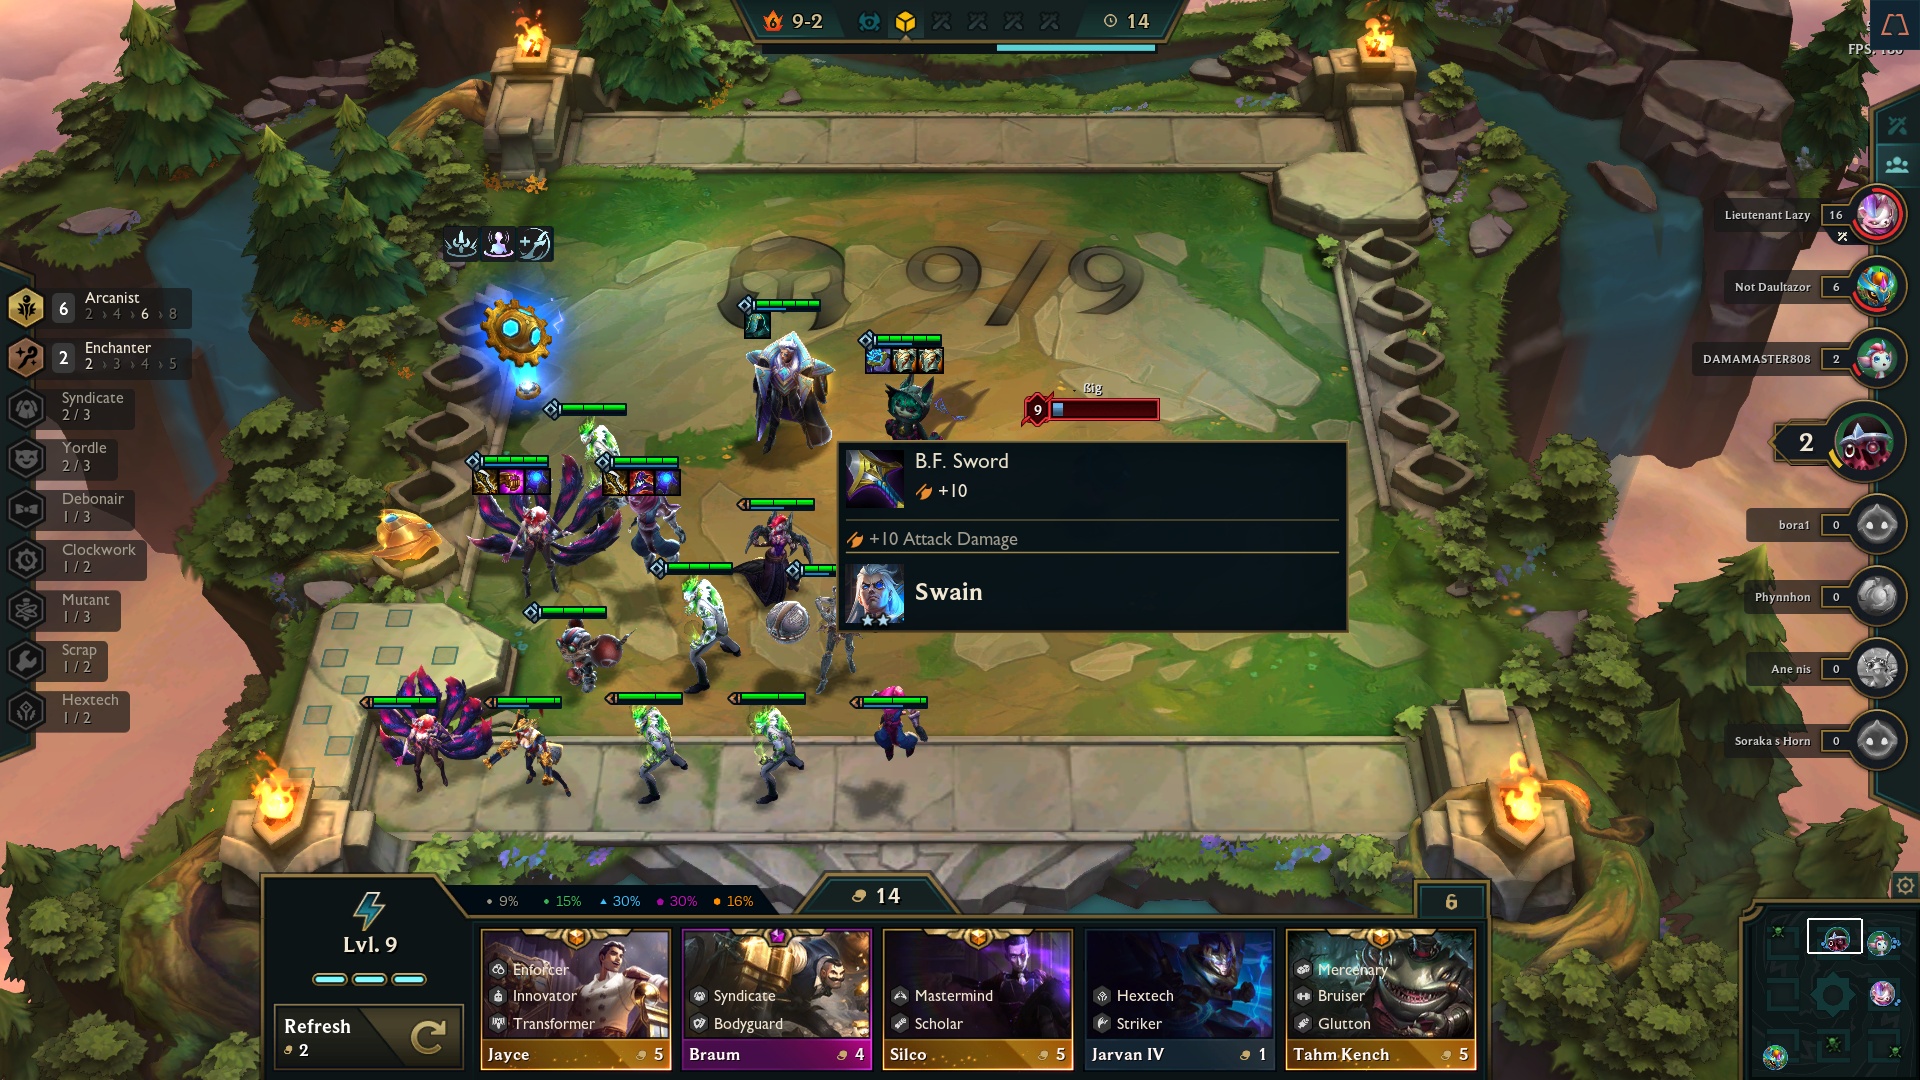 9-2
14
FPS:
Arcanist
6
2 › 4 › 6 › 8
Enchanter
2
2 › 3 › 4 › 5
Syndicate
2 / 3
Yordle
2 / 3
Debonair
1 / 3
Clockwork
1 / 2
Mutant
1 / 3
Scrap
1 / 2
Hextech
1 / 2
9/9
9
Big
B.F. Sword
+10
+10 Attack Damage
Swain
Lieutenant Lazy 16
Not Daultazor 6
DAMAMASTER808 2
2
bora1 0
Phynnhon 0
Ane nis 0
Soraka s Horn 0
Lvl. 9
9% 15% 30% 30% 16%
14
6
Refresh
2
Enforcer
Innovator
Transformer
Jayce 5
Syndicate
Bodyguard
Braum 4
Mastermind
Scholar
Silco 5
Hextech
Striker
Jarvan IV 1
Mercenary
Bruiser
Glutton
Tahm Kench 5